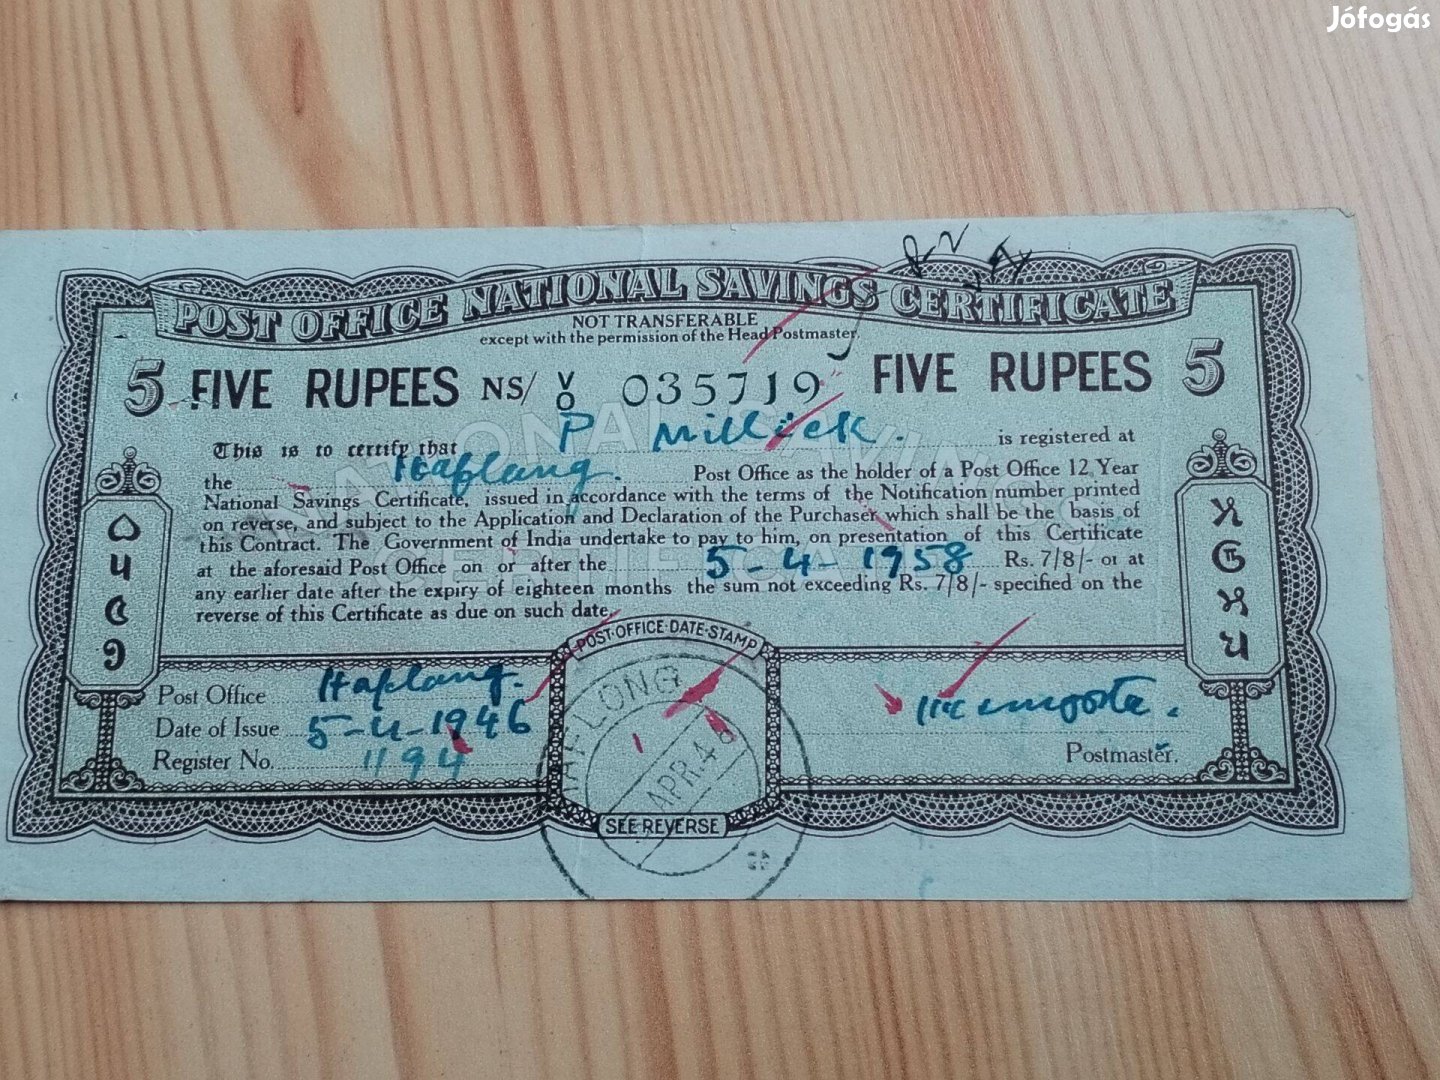 Jófogás
POST OFFICE NATIONAL SAVINGS CERTIFICATE
NOT TRANSFERABLE
except with the permission of the Head Postmaster.
5 FIVE RUPEES NS/ V/O 035719 FIVE RUPEES 5
This is to certify that P Millick. is registered at
the Haflong. Post Office as the holder of a Post Office 12 Year
National Savings Certificate, issued in accordance with the terms of the Notification number printed
on reverse, and subject to the Application and Declaration of the Purchaser which shall be the basis of
this Contract. The Government of India undertake to pay to him, on presentation of this Certificate
at the aforesaid Post Office on or after the 5-4-1958 Rs. 7/8/- or at
any earlier date after the expiry of eighteen months the sum not exceeding Rs. 7/8/- specified on the
reverse of this Certificate as due on such date.
POST·OFFICE·DATE·STAMP
Post Office Haflong.
Date of Issue 5-4-1946
Register No. 1194
HAFLONG
APR.46
Postmaster.
SEE·REVERSE